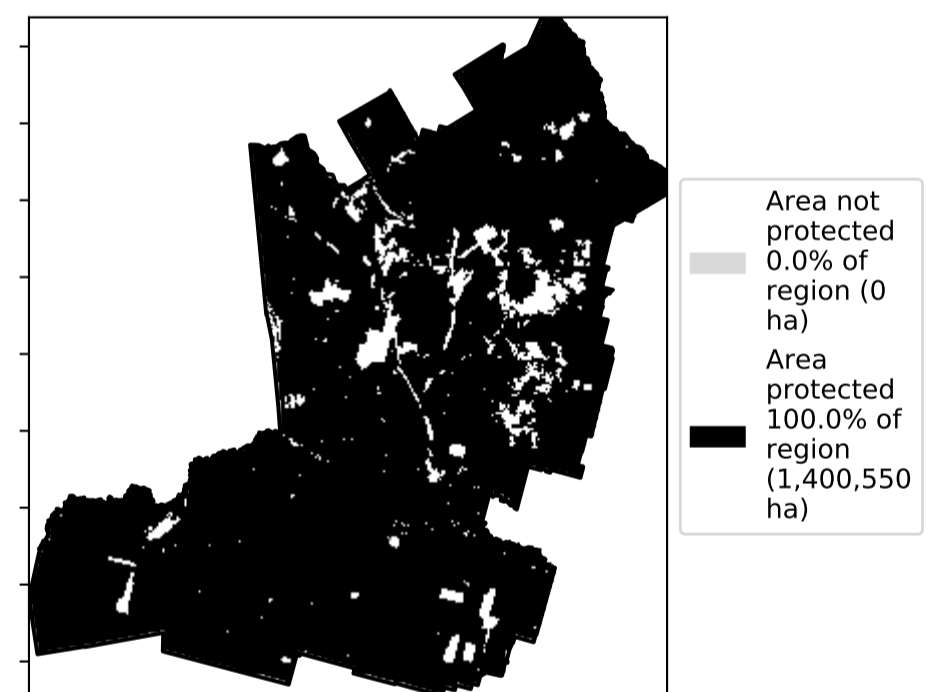 Area not
protected
0.0% of
region (0
ha)
Area
protected
100.0% of
region
(1,400,550
ha)